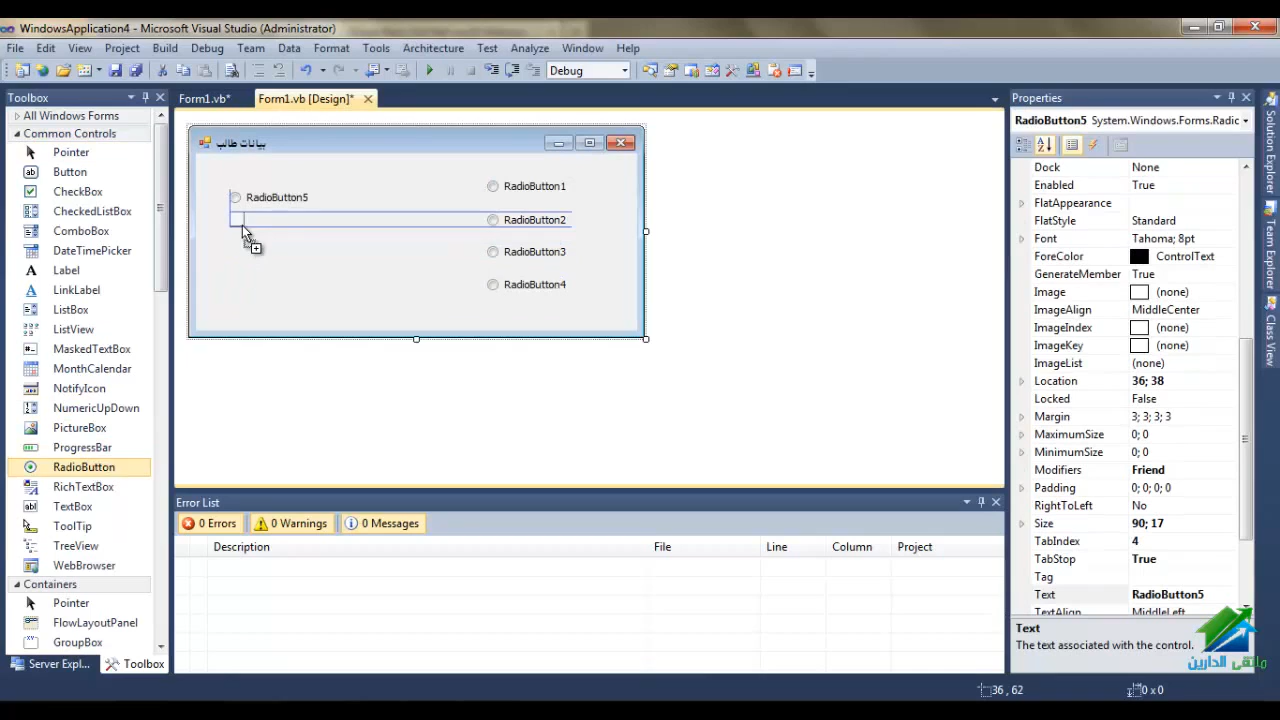 WindowsApplication4 - Microsoft Visual Studio (Administrator)
File Edit View Project Build Debug Team Data Format Tools Architecture Test Analyze Window Help
Debug
Toolbox
All Windows Forms
Common Controls
Pointer
Button
CheckBox
CheckedListBox
ComboBox
DateTimePicker
Label
LinkLabel
ListBox
ListView
MaskedTextBox
MonthCalendar
NotifyIcon
NumericUpDown
PictureBox
ProgressBar
RadioButton
RichTextBox
TextBox
ToolTip
TreeView
WebBrowser
Containers
Pointer
FlowLayoutPanel
GroupBox
Server Expl... Toolbox
Form1.vb* Form1.vb [Design]*
بيانات طالب
RadioButton1
RadioButton5
RadioButton2
RadioButton3
RadioButton4
Error List
0 Errors 0 Warnings 0 Messages
Description File Line Column Project
Properties
RadioButton5 System.Windows.Forms.Radic
Dock None
Enabled True
FlatAppearance
FlatStyle Standard
Font Tahoma; 8pt
ForeColor ControlText
GenerateMember True
Image (none)
ImageAlign MiddleCenter
ImageIndex (none)
ImageKey (none)
ImageList (none)
Location 36; 38
Locked False
Margin 3; 3; 3; 3
MaximumSize 0; 0
MinimumSize 0; 0
Modifiers Friend
Padding 0; 0; 0; 0
RightToLeft No
Size 90; 17
TabIndex 4
TabStop True
Tag
Text RadioButton5
TextAlign MiddleLeft
Text
The text associated with the control.
ملتقى الدارين
Solution Explorer
Team Explorer
Class View
36 , 62 0 x 0